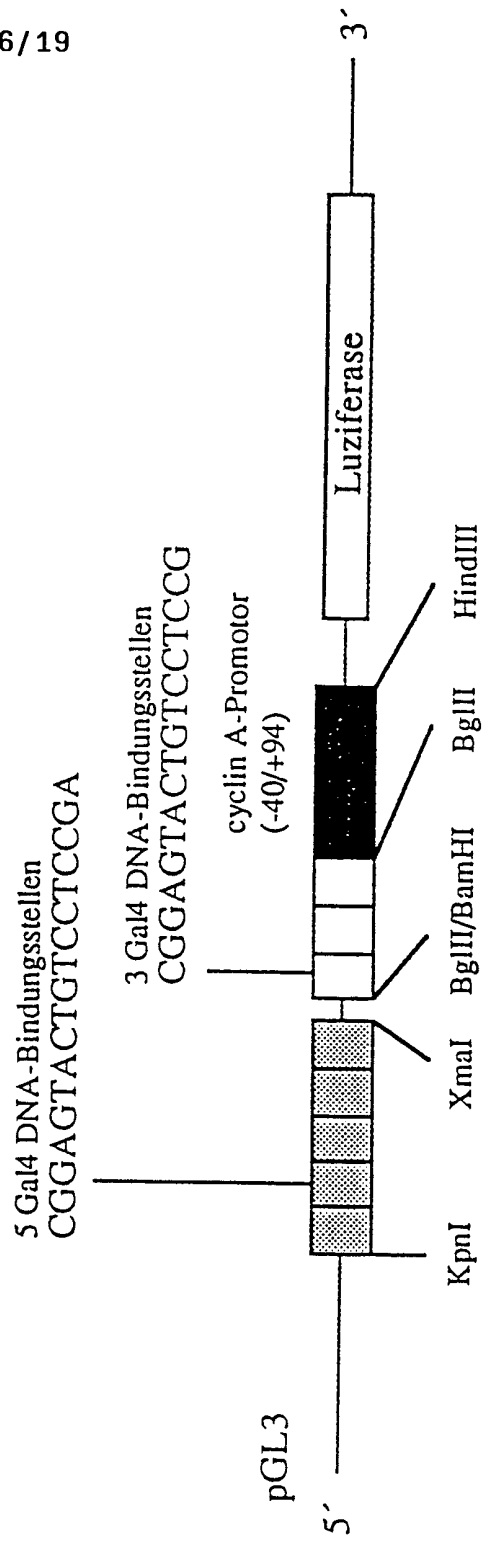 6/19
5 Gal4 DNA-Bindungsstellen
CGGAGTACTGTCCTCCGA
3 Gal4 DNA-Bindungsstellen
CGGAGTACTGTCCTCCG
cyclin A-Promotor
(-40/+94)
pGL3
5´
Luziferase
3´
KpnI
XmaI
BglII/BamHI
BglII
HindIII